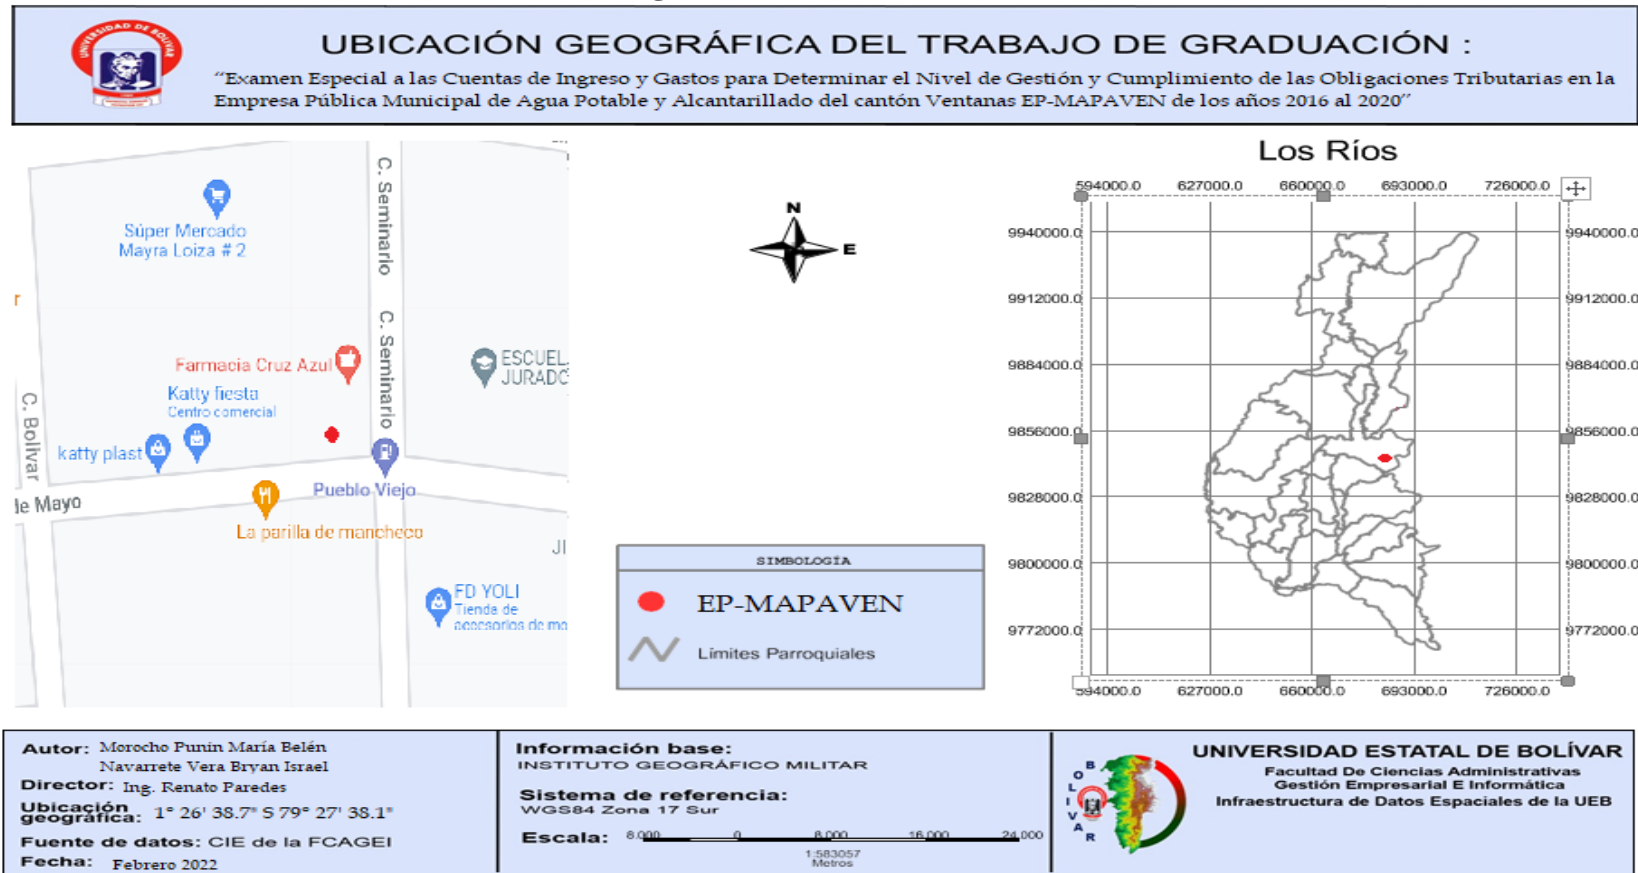 UBICACIÓN GEOGRÁFICA DEL TRABAJO DE GRADUACIÓN :
“Examen Especial a las Cuentas de Ingreso y Gastos para Determinar el Nivel de Gestión y Cumplimiento de las Obligaciones Tributarias en la
Empresa Pública Municipal de Agua Potable y Alcantarillado del cantón Ventanas EP-MAPAVEN de los años 2016 al 2020”
UNIVERSIDAD DE BOLIVAR
C. Seminario
Súper Mercado
Mayra Loiza # 2
r
C. Seminario
Farmacia Cruz Azul
ESCUEL
JURADO
Katty fiesta
Centro comercial
C. Bolívar
katty plast
Pueblo Viejo
de Mayo
La parilla de mancheco
JI
FD YOLI
Tienda de
accesorios de mo
N
E
SIMBOLOGÍA
EP-MAPAVEN
Límites Parroquiales
Los Ríos
594000.0 627000.0 660000.0 693000.0 726000.0
9940000.0 9940000.0
9912000.0 9912000.0
9884000.0 9884000.0
9856000.0 9856000.0
9828000.0 9828000.0
9800000.0 9800000.0
9772000.0 9772000.0
594000.0 627000.0 660000.0 693000.0 726000.0
Autor: Morocho Punin María Belén
Navarrete Vera Bryan Israel
Director: Ing. Renato Paredes
Ubicación
geográfica: 1° 26' 38.7" S 79° 27' 38.1"
Fuente de datos: CIE de la FCAGEI
Fecha: Febrero 2022
Información base:
INSTITUTO GEOGRÁFICO MILITAR
Sistema de referencia:
WGS84 Zona 17 Sur
Escala: 8.000 0 8.000 16.000 24.000
1:583057
Metros
BOLIVAR
UNIVERSIDAD ESTATAL DE BOLÍVAR
Facultad De Ciencias Administrativas
Gestión Empresarial E Informática
Infraestructura de Datos Espaciales de la UEB